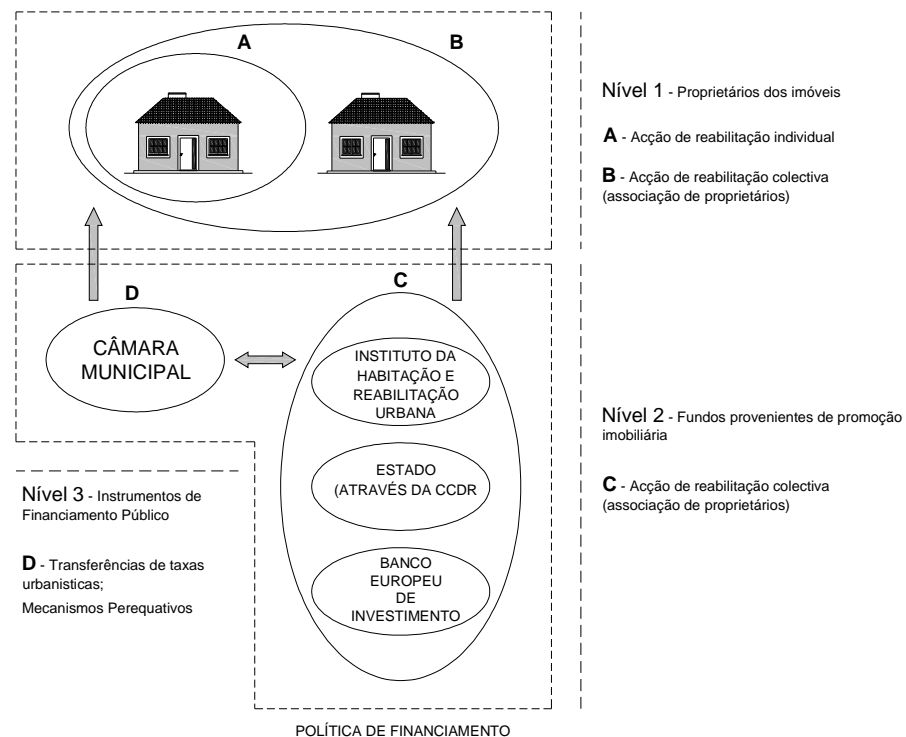 A
B
Nível 1 - Proprietários dos imóveis
A - Acção de reabilitação individual
B - Acção de reabilitação colectiva
(associação de proprietários)
D
C
CÂMARA
MUNICIPAL
INSTITUTO DA
HABITAÇÃO E
REABILITAÇÃO
URBANA
ESTADO
(ATRAVÉS DA CCDR
BANCO
EUROPEU
DE
INVESTIMENTO
Nível 2 - Fundos provenientes de promoção
imobiliária
C - Acção de reabilitação colectiva
(associação de proprietários)
Nível 3 - Instrumentos de
Financiamento Público
D - Transferências de taxas
urbanisticas;
Mecanismos Perequativos
POLÍTICA DE FINANCIAMENTO